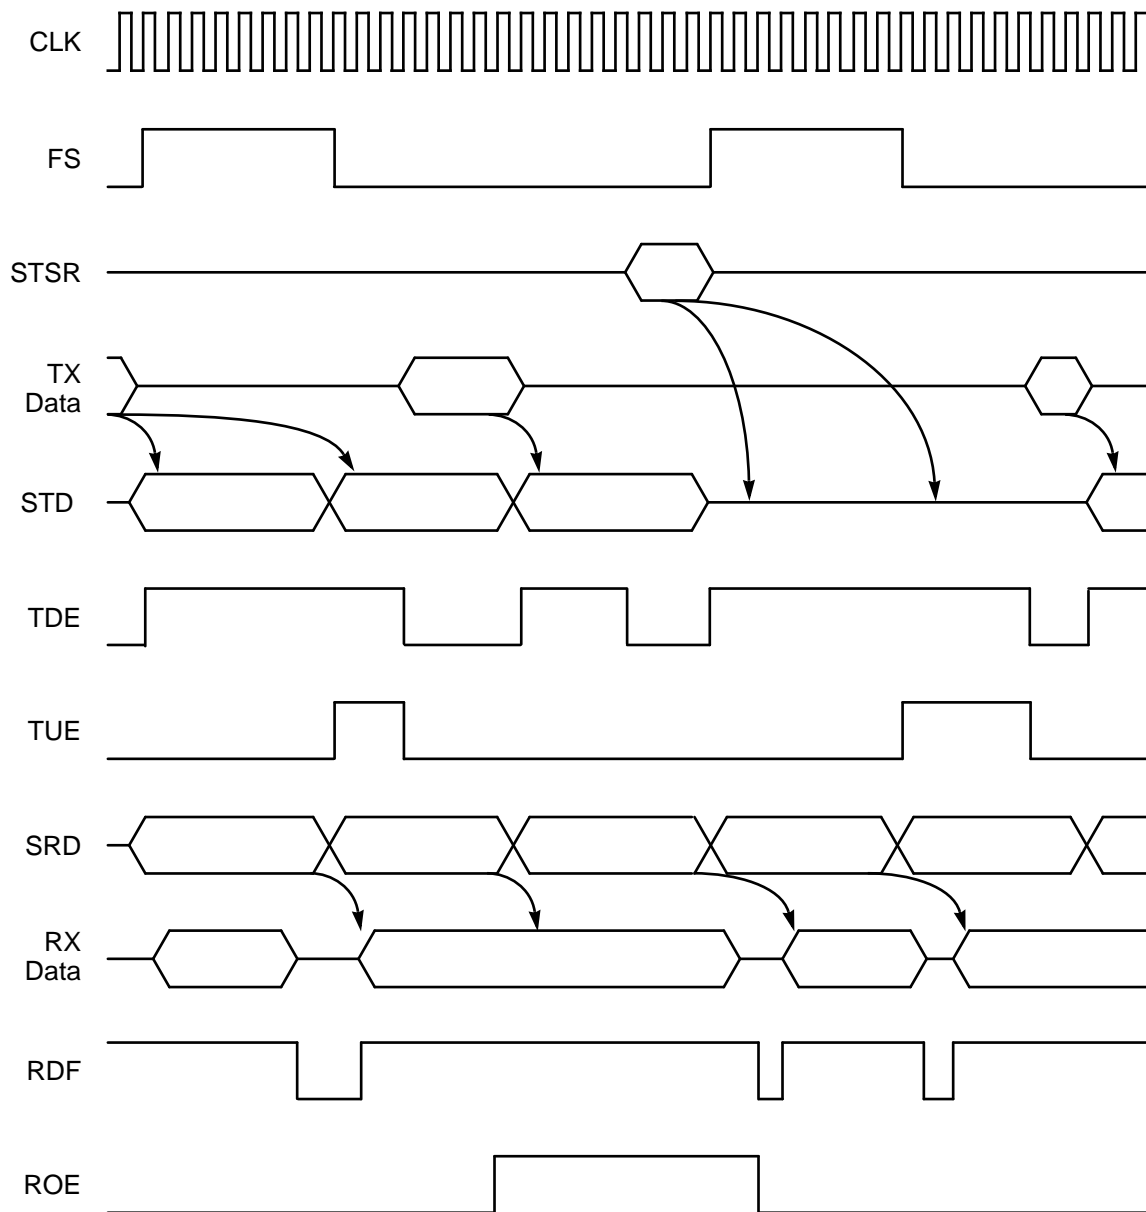 CLK
FS
STSR
TX
Data
STD
TDE
TUE
SRD
RX
Data
RDF
ROE